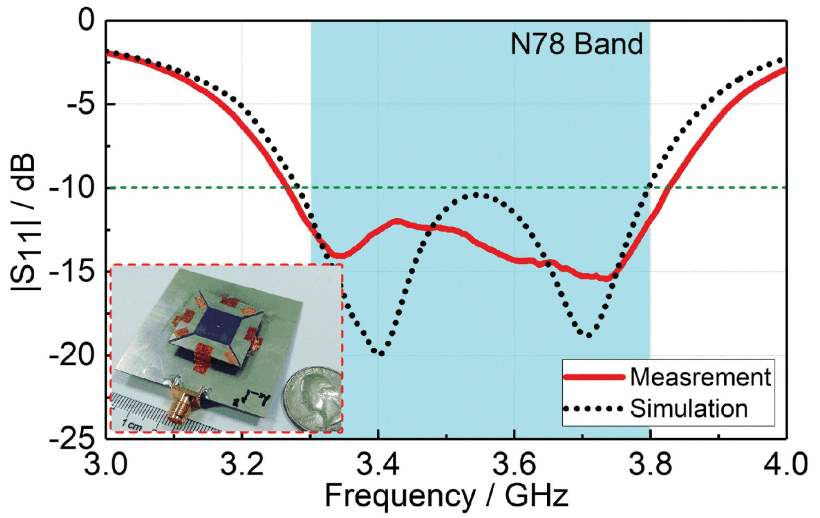 N78 Band
|S11| / dB
0
-5
-10
-15
-20
-25
3.0
3.2
3.4
3.6
3.8
4.0
Frequency / GHz
Measrement
Simulation
1 cm